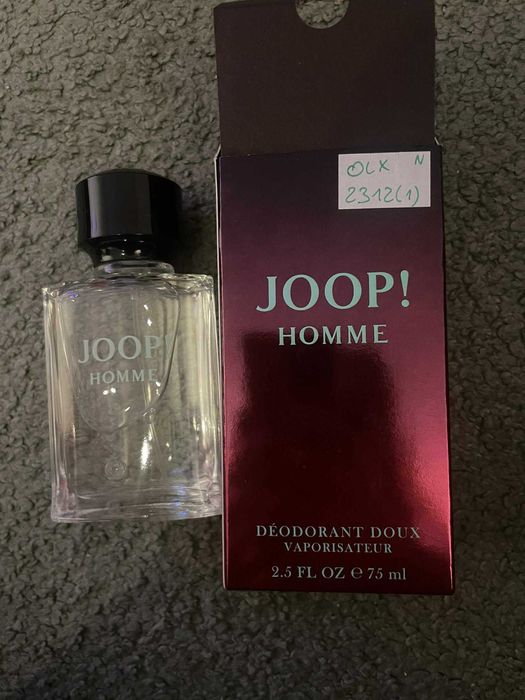 JOOP!
HOMME
OLX N
2312(1)
JOOP!
HOMME
DÉODORANT DOUX
VAPORISATEUR
2.5 FL OZ ℮ 75 ml